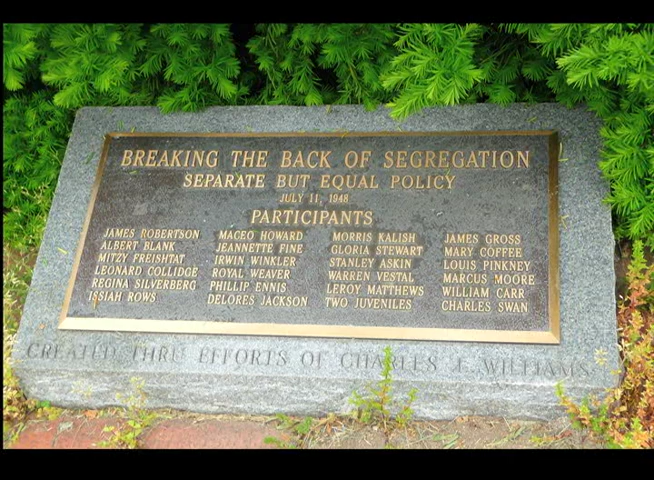 BREAKING THE BACK OF SEGREGATION
SEPARATE BUT EQUAL POLICY
JULY 11, 1948
PARTICIPANTS
JAMES ROBERTSON MACEO HOWARD MORRIS KALISH JAMES GROSS
ALBERT BLANK JEANNETTE FINE GLORIA STEWART MARY COFFEE
MITZY FREISHTAT IRWIN WINKLER STANLEY ASKIN LOUIS PINKNEY
LEONARD COLLIDGE ROYAL WEAVER WARREN VESTAL MARCUS MOORE
REGINA SILVERBERG PHILLIP ENNIS LEROY MATTHEWS WILLIAM CARR
ISSIAH ROWS DELORES JACKSON TWO JUVENILES CHARLES SWAN
CREATED THRU EFFORTS OF CHARLES L. WILLIAMS